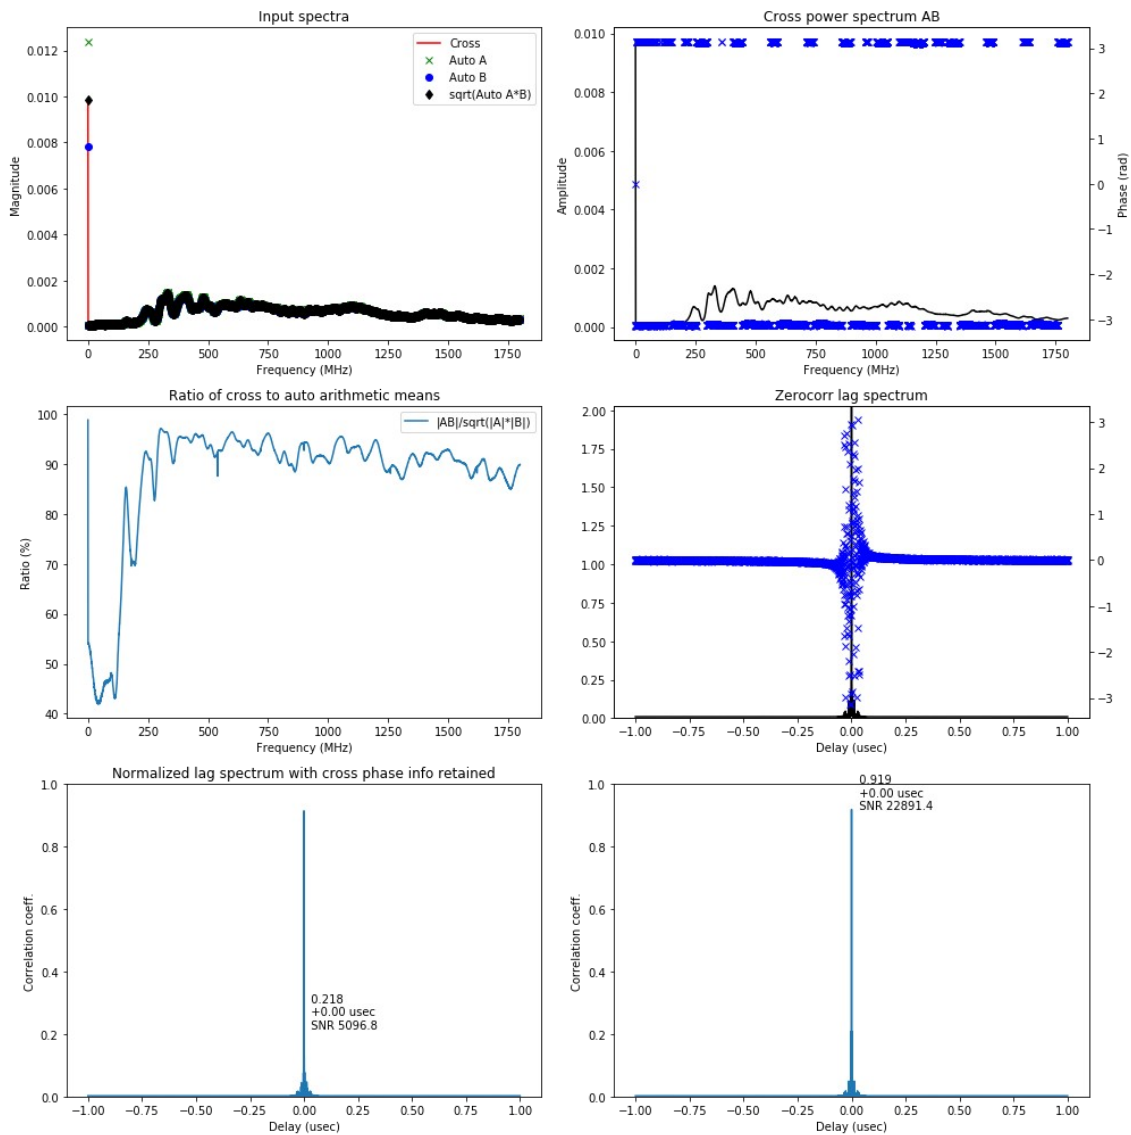 Input spectra
Cross
Auto A
Auto B
sqrt(Auto A*B)
Magnitude
0.012
0.010
0.008
0.006
0.004
0.002
0.000
0 250 500 750 1000 1250 1500 1750
Frequency (MHz)
Cross power spectrum AB
Amplitude
0.010
0.008
0.006
0.004
0.002
0.000
Phase (rad)
3
2
1
0
−1
−2
−3
0 250 500 750 1000 1250 1500 1750
Frequency (MHz)
Ratio of cross to auto arithmetic means
|AB|/sqrt(|A|*|B|)
Ratio (%)
100
90
80
70
60
50
40
0 250 500 750 1000 1250 1500 1750
Frequency (MHz)
Zerocorr lag spectrum
2.00
1.75
1.50
1.25
1.00
0.75
0.50
0.25
0.00
3
2
1
0
−1
−2
−3
−1.00 −0.75 −0.50 −0.25 0.00 0.25 0.50 0.75 1.00
Delay (usec)
Normalized lag spectrum with cross phase info retained
Correlation coeff.
1.0
0.8
0.6
0.4
0.2
0.0
0.218
+0.00 usec
SNR 5096.8
−1.00 −0.75 −0.50 −0.25 0.00 0.25 0.50 0.75 1.00
Delay (usec)
0.919
+0.00 usec
SNR 22891.4
Correlation coeff.
1.0
0.8
0.6
0.4
0.2
0.0
−1.00 −0.75 −0.50 −0.25 0.00 0.25 0.50 0.75 1.00
Delay (usec)